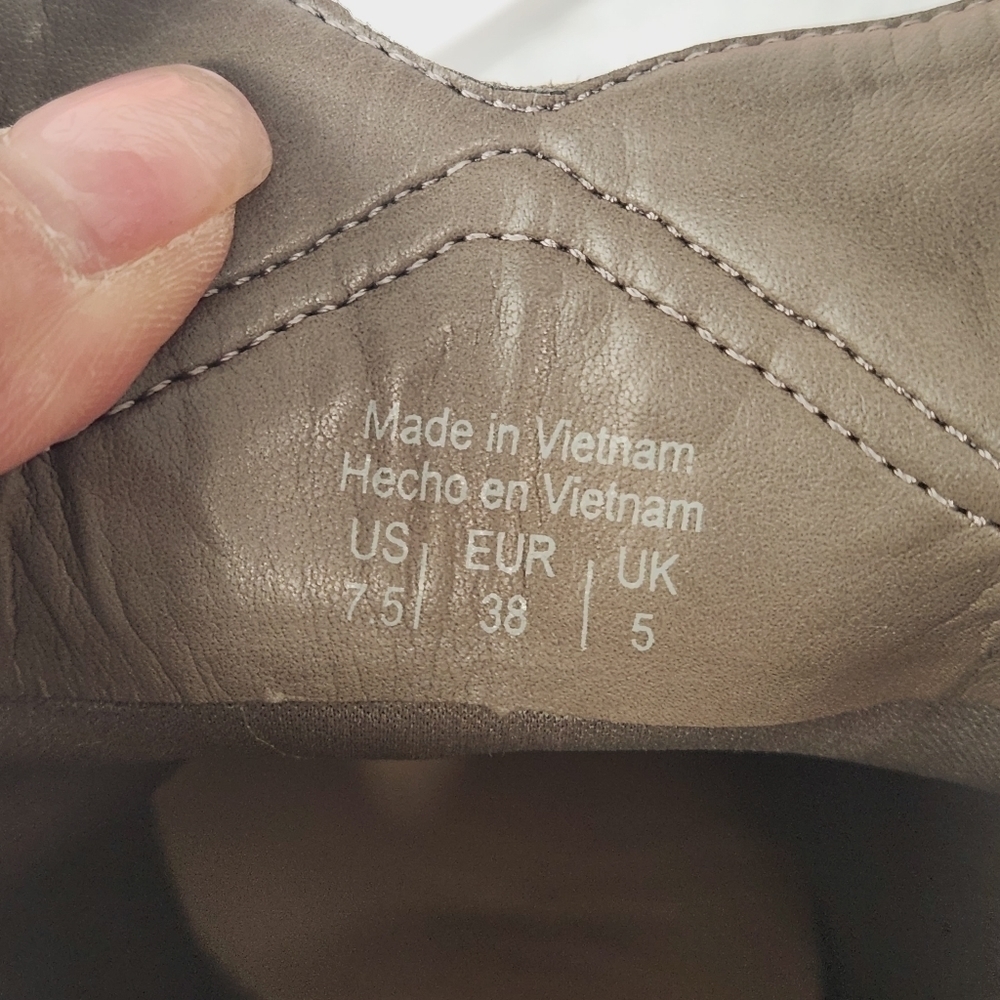 Made in Vietnam
Hecho en Vietnam
US | EUR | UK
7.5 | 38 | 5